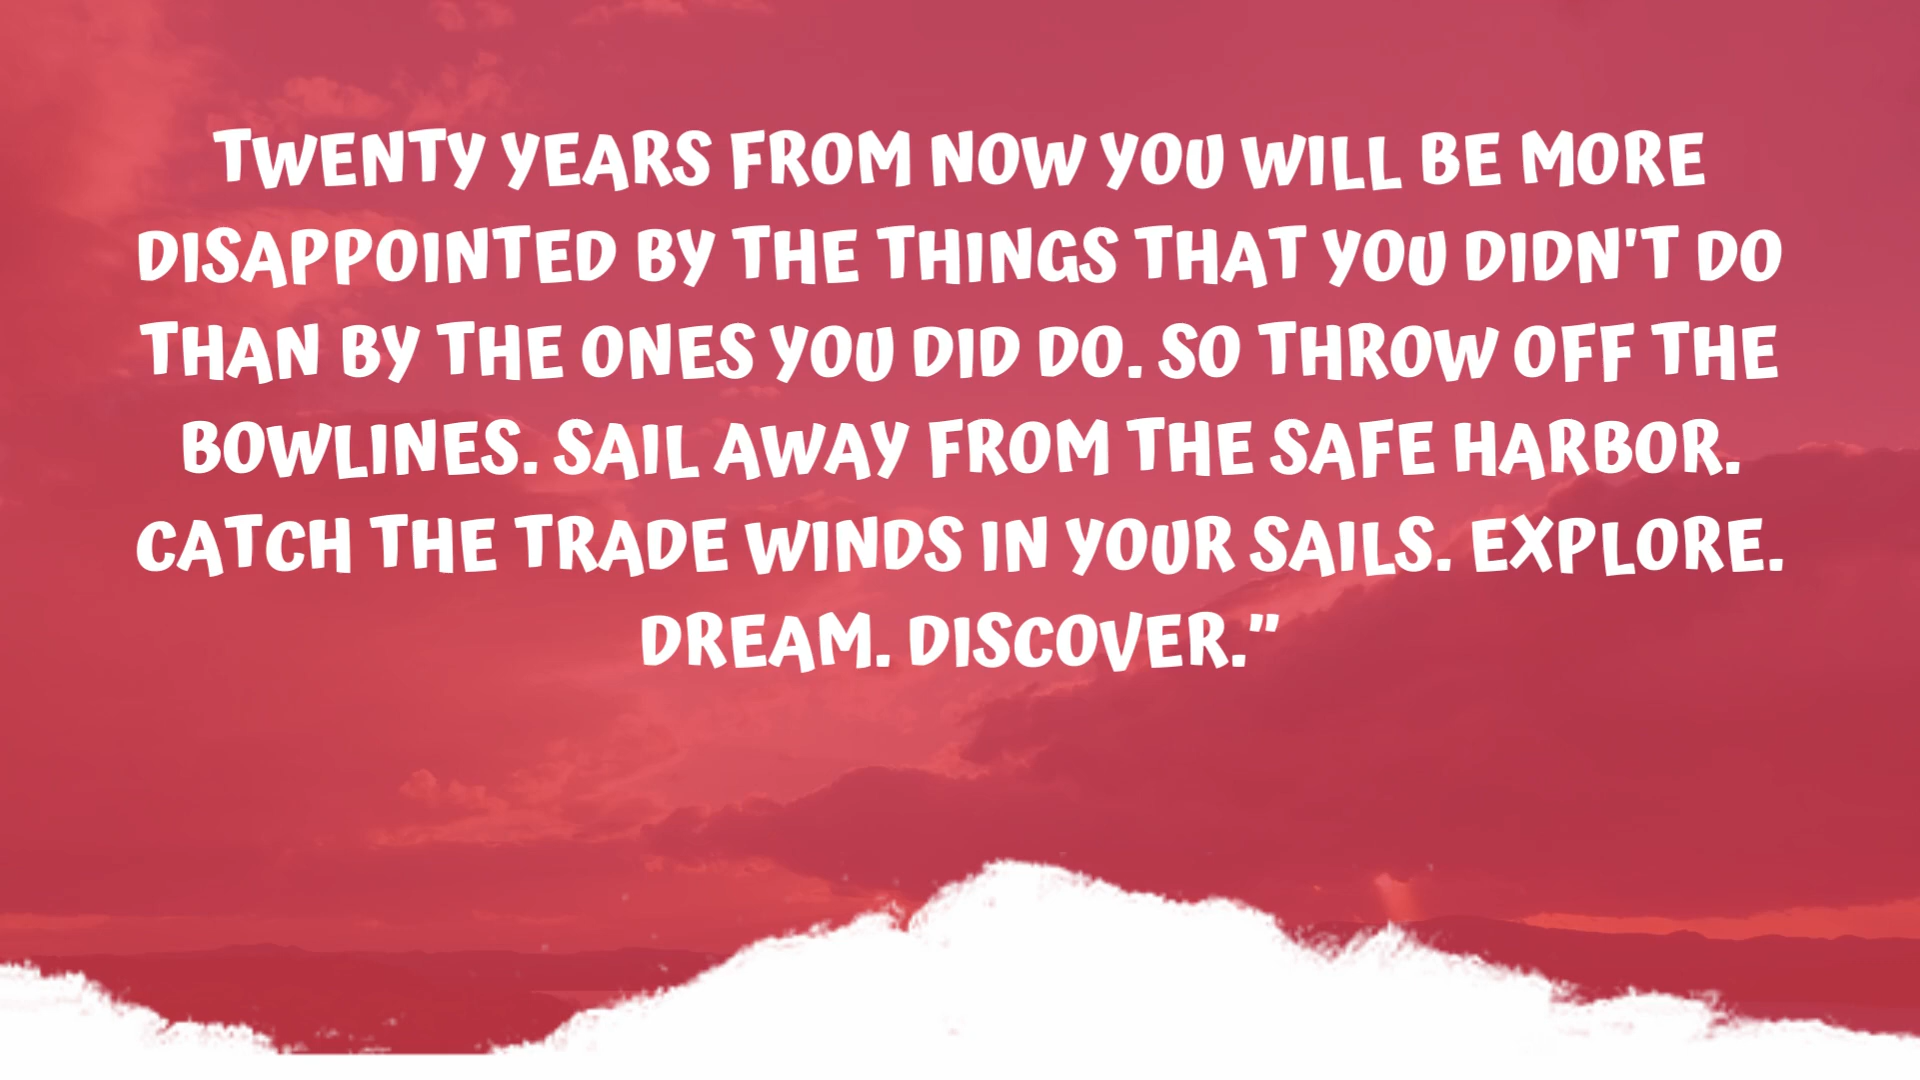 TWENTY YEARS FROM NOW YOU WILL BE MORE
DISAPPOINTED BY THE THINGS THAT YOU DIDN'T DO
THAN BY THE ONES YOU DID DO. SO THROW OFF THE
BOWLINES. SAIL AWAY FROM THE SAFE HARBOR.
CATCH THE TRADE WINDS IN YOUR SAILS. EXPLORE.
DREAM. DISCOVER.”